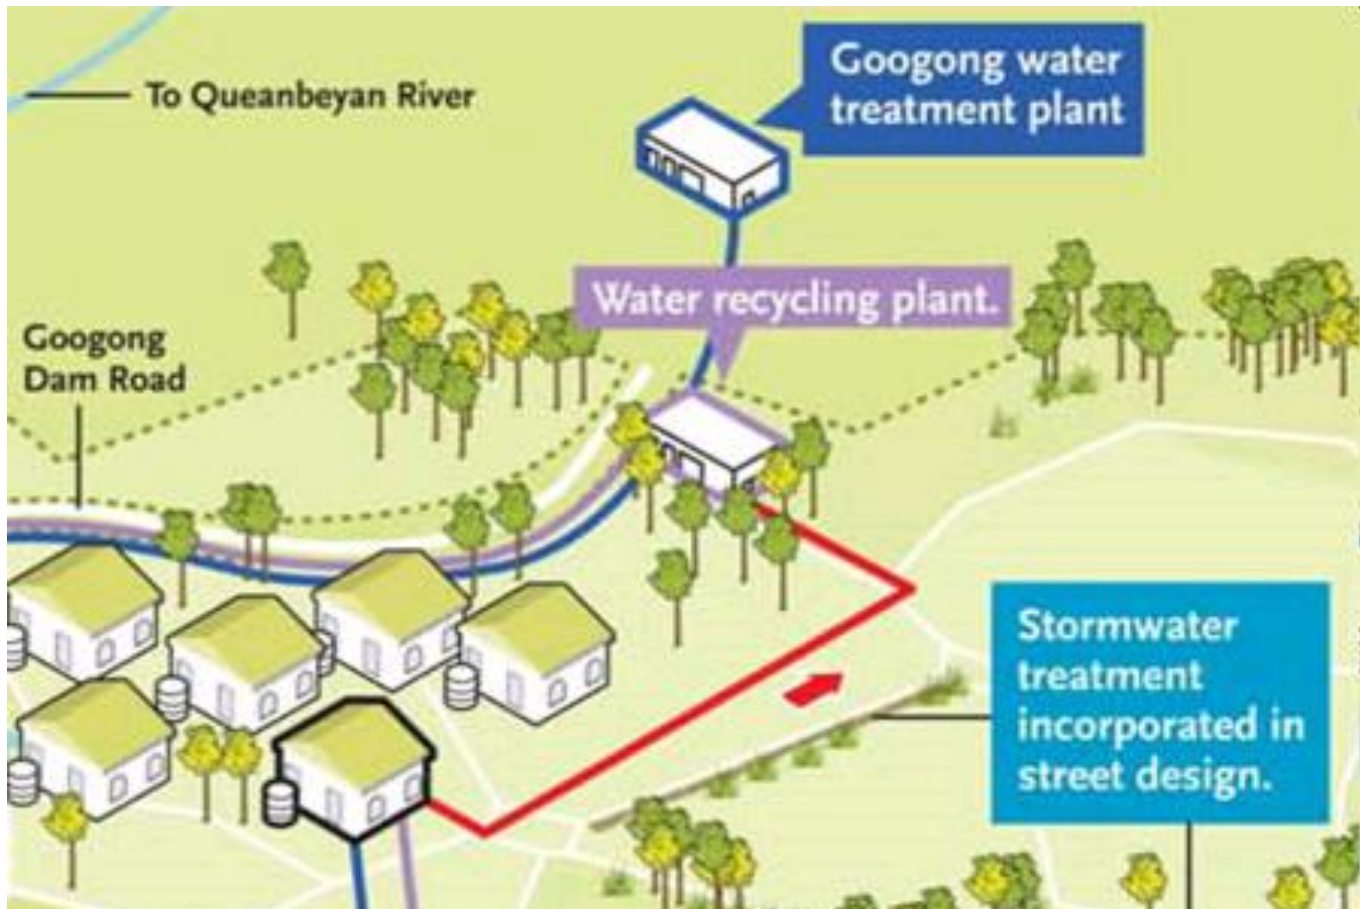 To Queanbeyan River
Googong water
treatment plant
Water recycling plant.
Googong
Dam Road
Stormwater
treatment
incorporated in
street design.